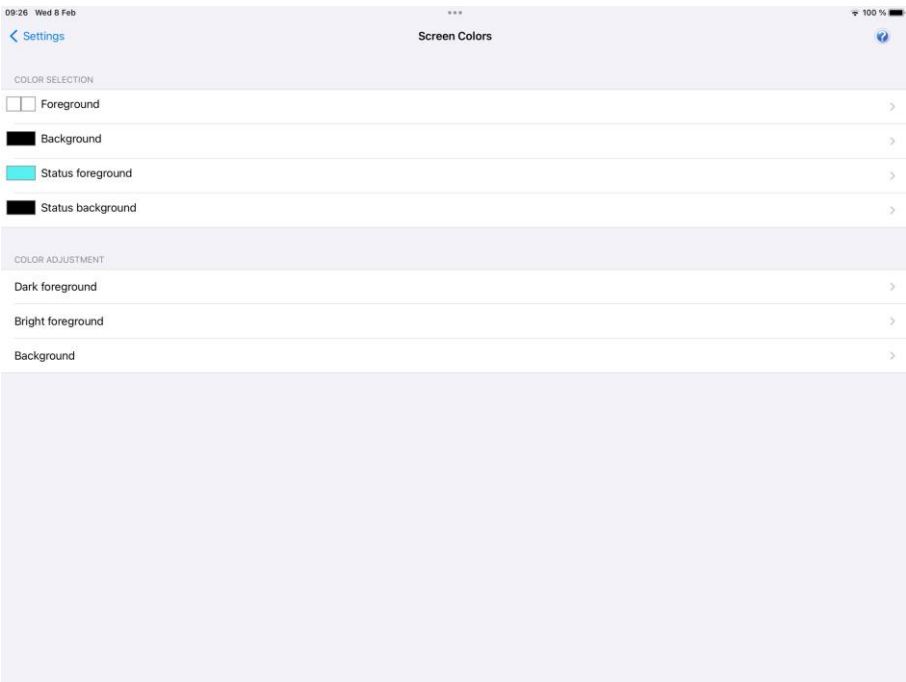 09:26 Wed 8 Feb 100 %
Settings Screen Colors ?
COLOR SELECTION
Foreground
Background
Status foreground
Status background
COLOR ADJUSTMENT
Dark foreground
Bright foreground
Background